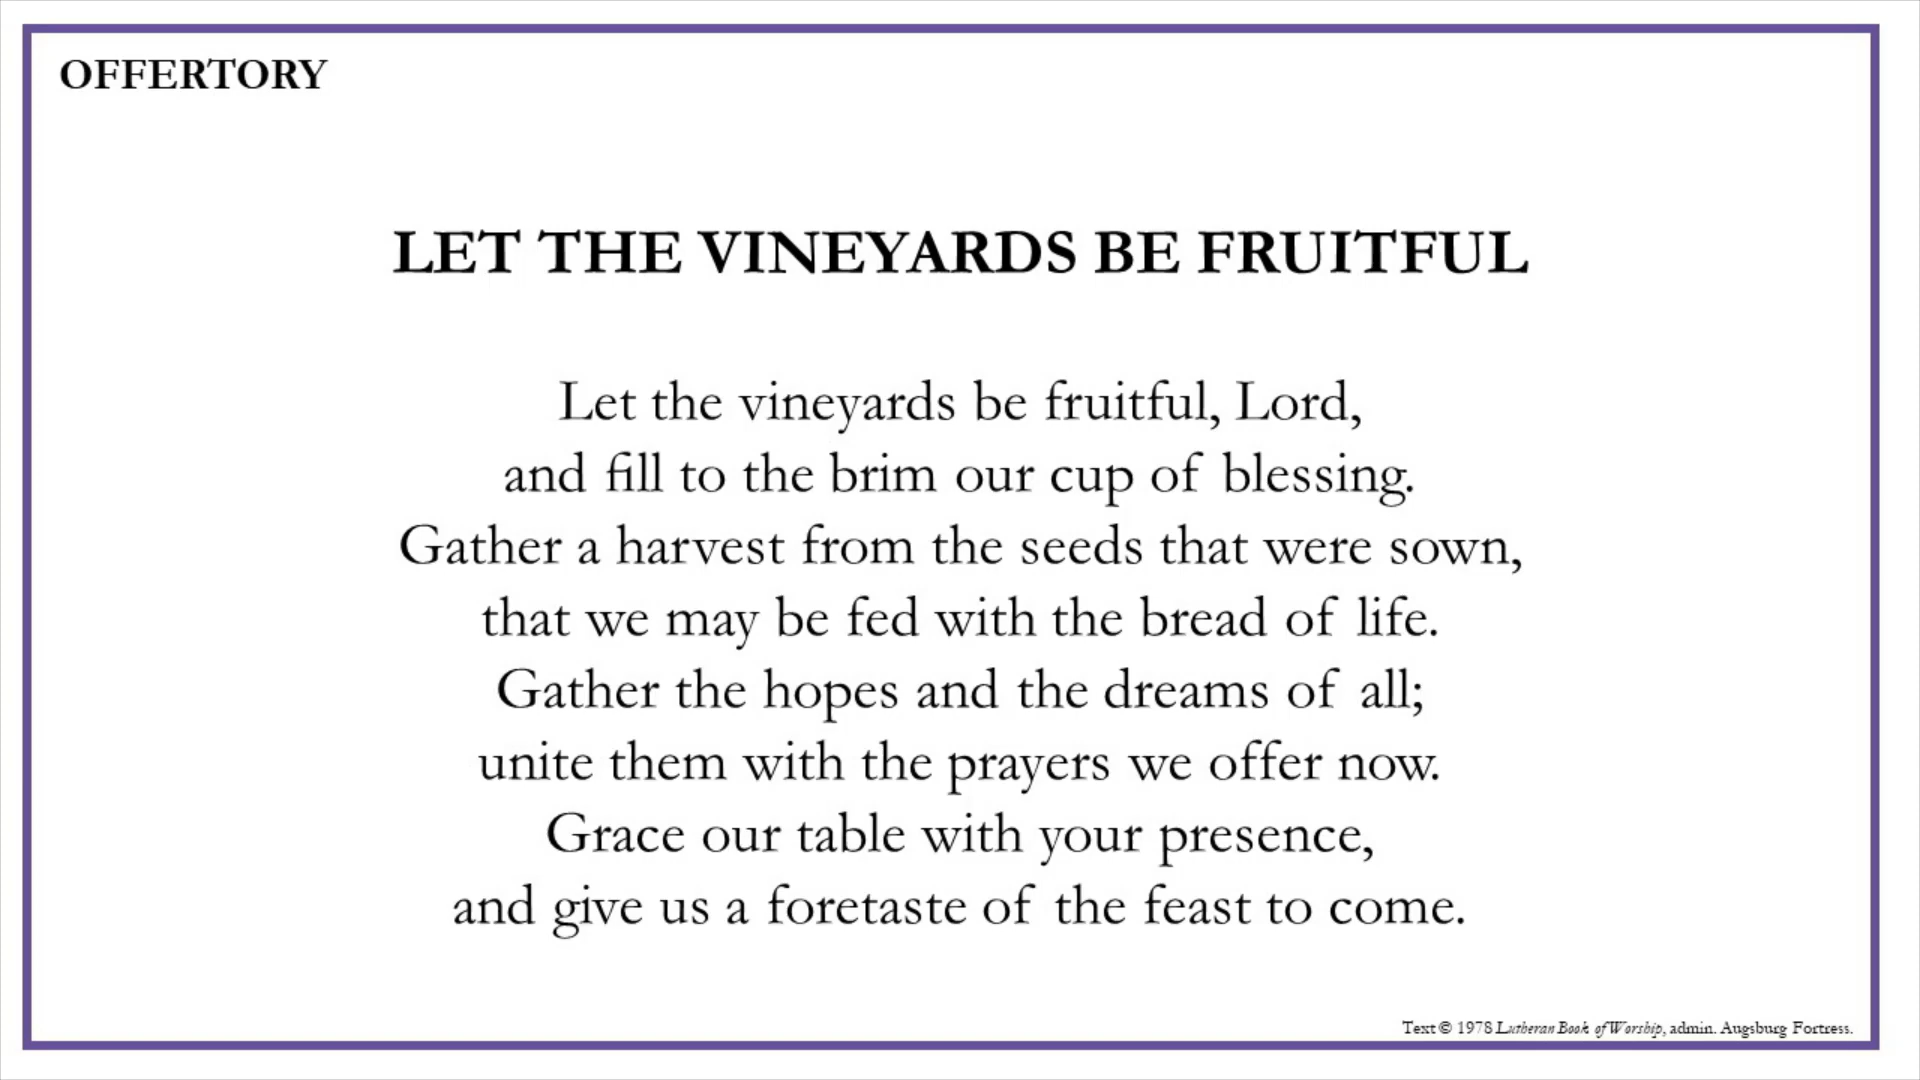 OFFERTORY
LET THE VINEYARDS BE FRUITFUL
Let the vineyards be fruitful, Lord,
and fill to the brim our cup of blessing.
Gather a harvest from the seeds that were sown,
that we may be fed with the bread of life.
Gather the hopes and the dreams of all;
unite them with the prayers we offer now.
Grace our table with your presence,
and give us a foretaste of the feast to come.
Text © 1978 Lutheran Book of Worship, admin. Augsburg Fortress.